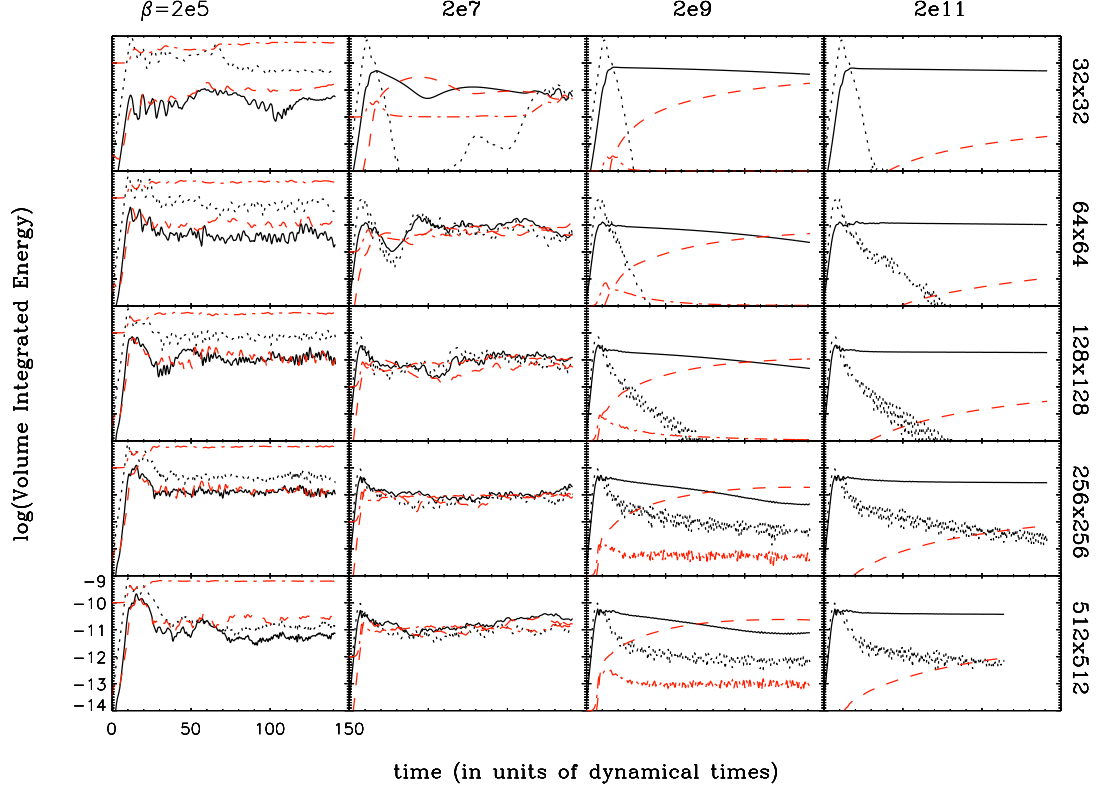 β=2e5 2e7 2e9 2e11
32x32
64x64
128x128
256x256
512x512
log(Volume Integrated Energy)
-9
-10
-11
-12
-13
-14
0 50 100 150
time (in units of dynamical times)